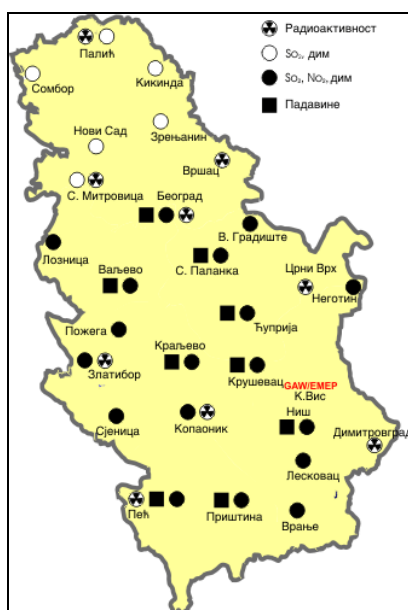 Радиоактивност
SO₂, дим
SO₂, NO₂, дим
Падавине
Палић
Сомбор
Кикинда
Нови Сад
Зрењанин
Вршац
С. Митровица
Београд
В. Градиште
Лозница
Ваљево
С. Паланка
Црни Врх
Неготин
Ћуприја
Пожега
Краљево
Златибор
Крушевац
GAW/EMEP
К.Вис
Ниш
Сјеница
Копаоник
Димитровград
Лесковац
Пећ
Приштина
Врање